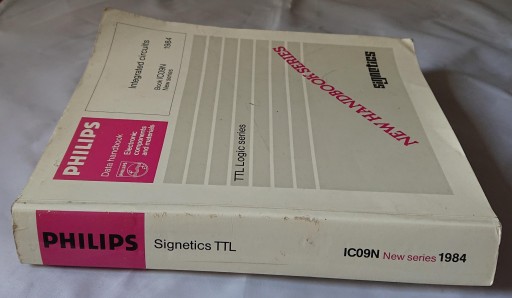 PHILIPS
Data handbook
Electronic
components
and materials
PHILIPS
Integrated circuits
Book IC09N
New series
1984
TTL Logic series
NEW HANDBOOK SERIES
signetics
PHILIPS
Signetics TTL
IC09N New series 1984